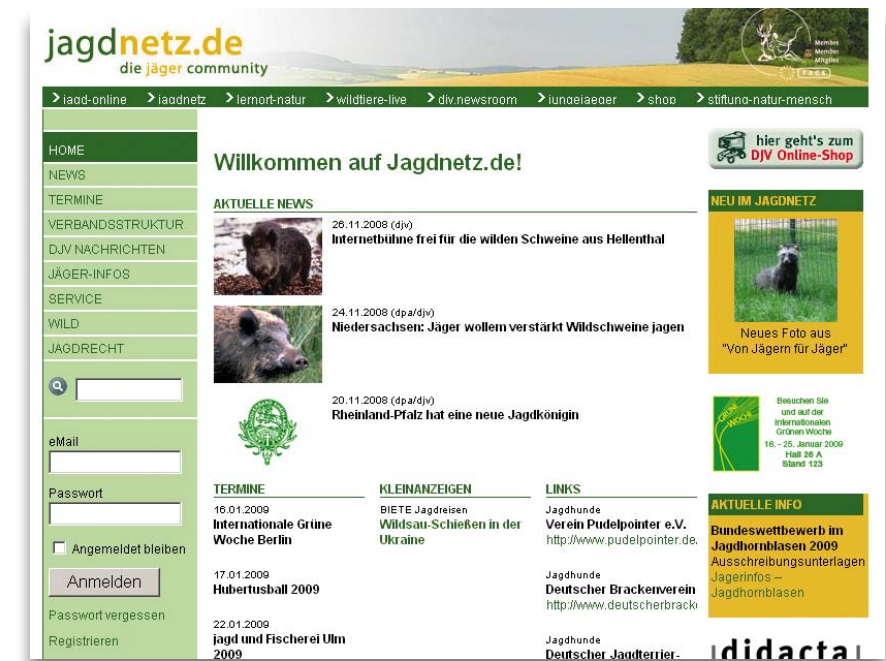 jagdnetz.de
die jäger community
Member
Member
Mitglied
FACE
jagd-online jagdnetz lernort-natur wildtiere-live djv.newsroom jungejaeger shop stiftung-natur-mensch
HOME
NEWS
TERMINE
VERBANDSSTRUKTUR
DJV NACHRICHTEN
JÄGER-INFOS
SERVICE
WILD
JAGDRECHT
eMail
Passwort
Angemeldet bleiben
Anmelden
Passwort vergessen
Registrieren
Willkommen auf Jagdnetz.de!
AKTUELLE NEWS
26.11.2008 (djv)
Internetbühne frei für die wilden Schweine aus Hellenthal
24.11.2008 (dpa/djv)
Niedersachsen: Jäger wollem verstärkt Wildschweine jagen
20.11.2008 (dpa/djv)
Rheinland-Pfalz hat eine neue Jagdkönigin
TERMINE
16.01.2009
Internationale Grüne
Woche Berlin
17.01.2009
Hubertusball 2009
22.01.2009
jagd und Fischerei Ulm
2009
KLEINANZEIGEN
BIETE Jagdreisen
Wildsau-Schießen in der
Ukraine
LINKS
Jagdhunde
Verein Pudelpointer e.V.
http://www.pudelpointer.de
Jagdhunde
Deutscher Brackenverein
http://www.deutscherbrack
Jagdhunde
Deutscher Jagdterrier-
hier geht's zum
DJV Online-Shop
NEU IM JAGDNETZ
Neues Foto aus
"Von Jägern für Jäger"
GRÜNE
WOCHE
Besuchen Sie
und auf der
Internationalen
Grünen Woche
16. - 25. Januar 2009
Hall 26 A
Stand 123
AKTUELLE INFO
Bundeswettbewerb im
Jagdhornblasen 2009
Ausschreibungsunterlagen
Jagerinfos –
Jagdhornblasen
didacta